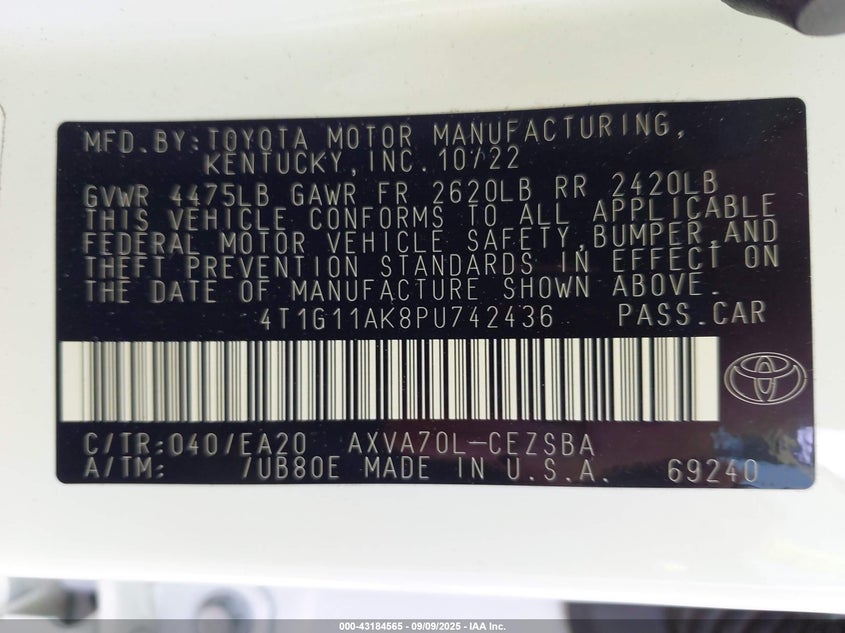 MFD.BY:TOYOTA MOTOR MANUFACTURING,
KENTUCKY,INC.10/22
GVWR 4475LB GAWR FR 2620LB RR 2420LB
THIS VEHICLE CONFORMS TO ALL APPLICABLE
FEDERAL MOTOR VEHICLE SAFETY,BUMPER,AND
THEFT PREVENTION STANDARDS IN EFFECT ON
THE DATE OF MANUFACTURE SHOWN ABOVE.
4T1G11AK8PU742436 PASS.CAR
C/TR:040/EA20 AXVA70L-CEZSBA
A/TM: /UB80E MADE IN U.S.A. 69240
000-43184565 - 09/09/2025 - IAA Inc.